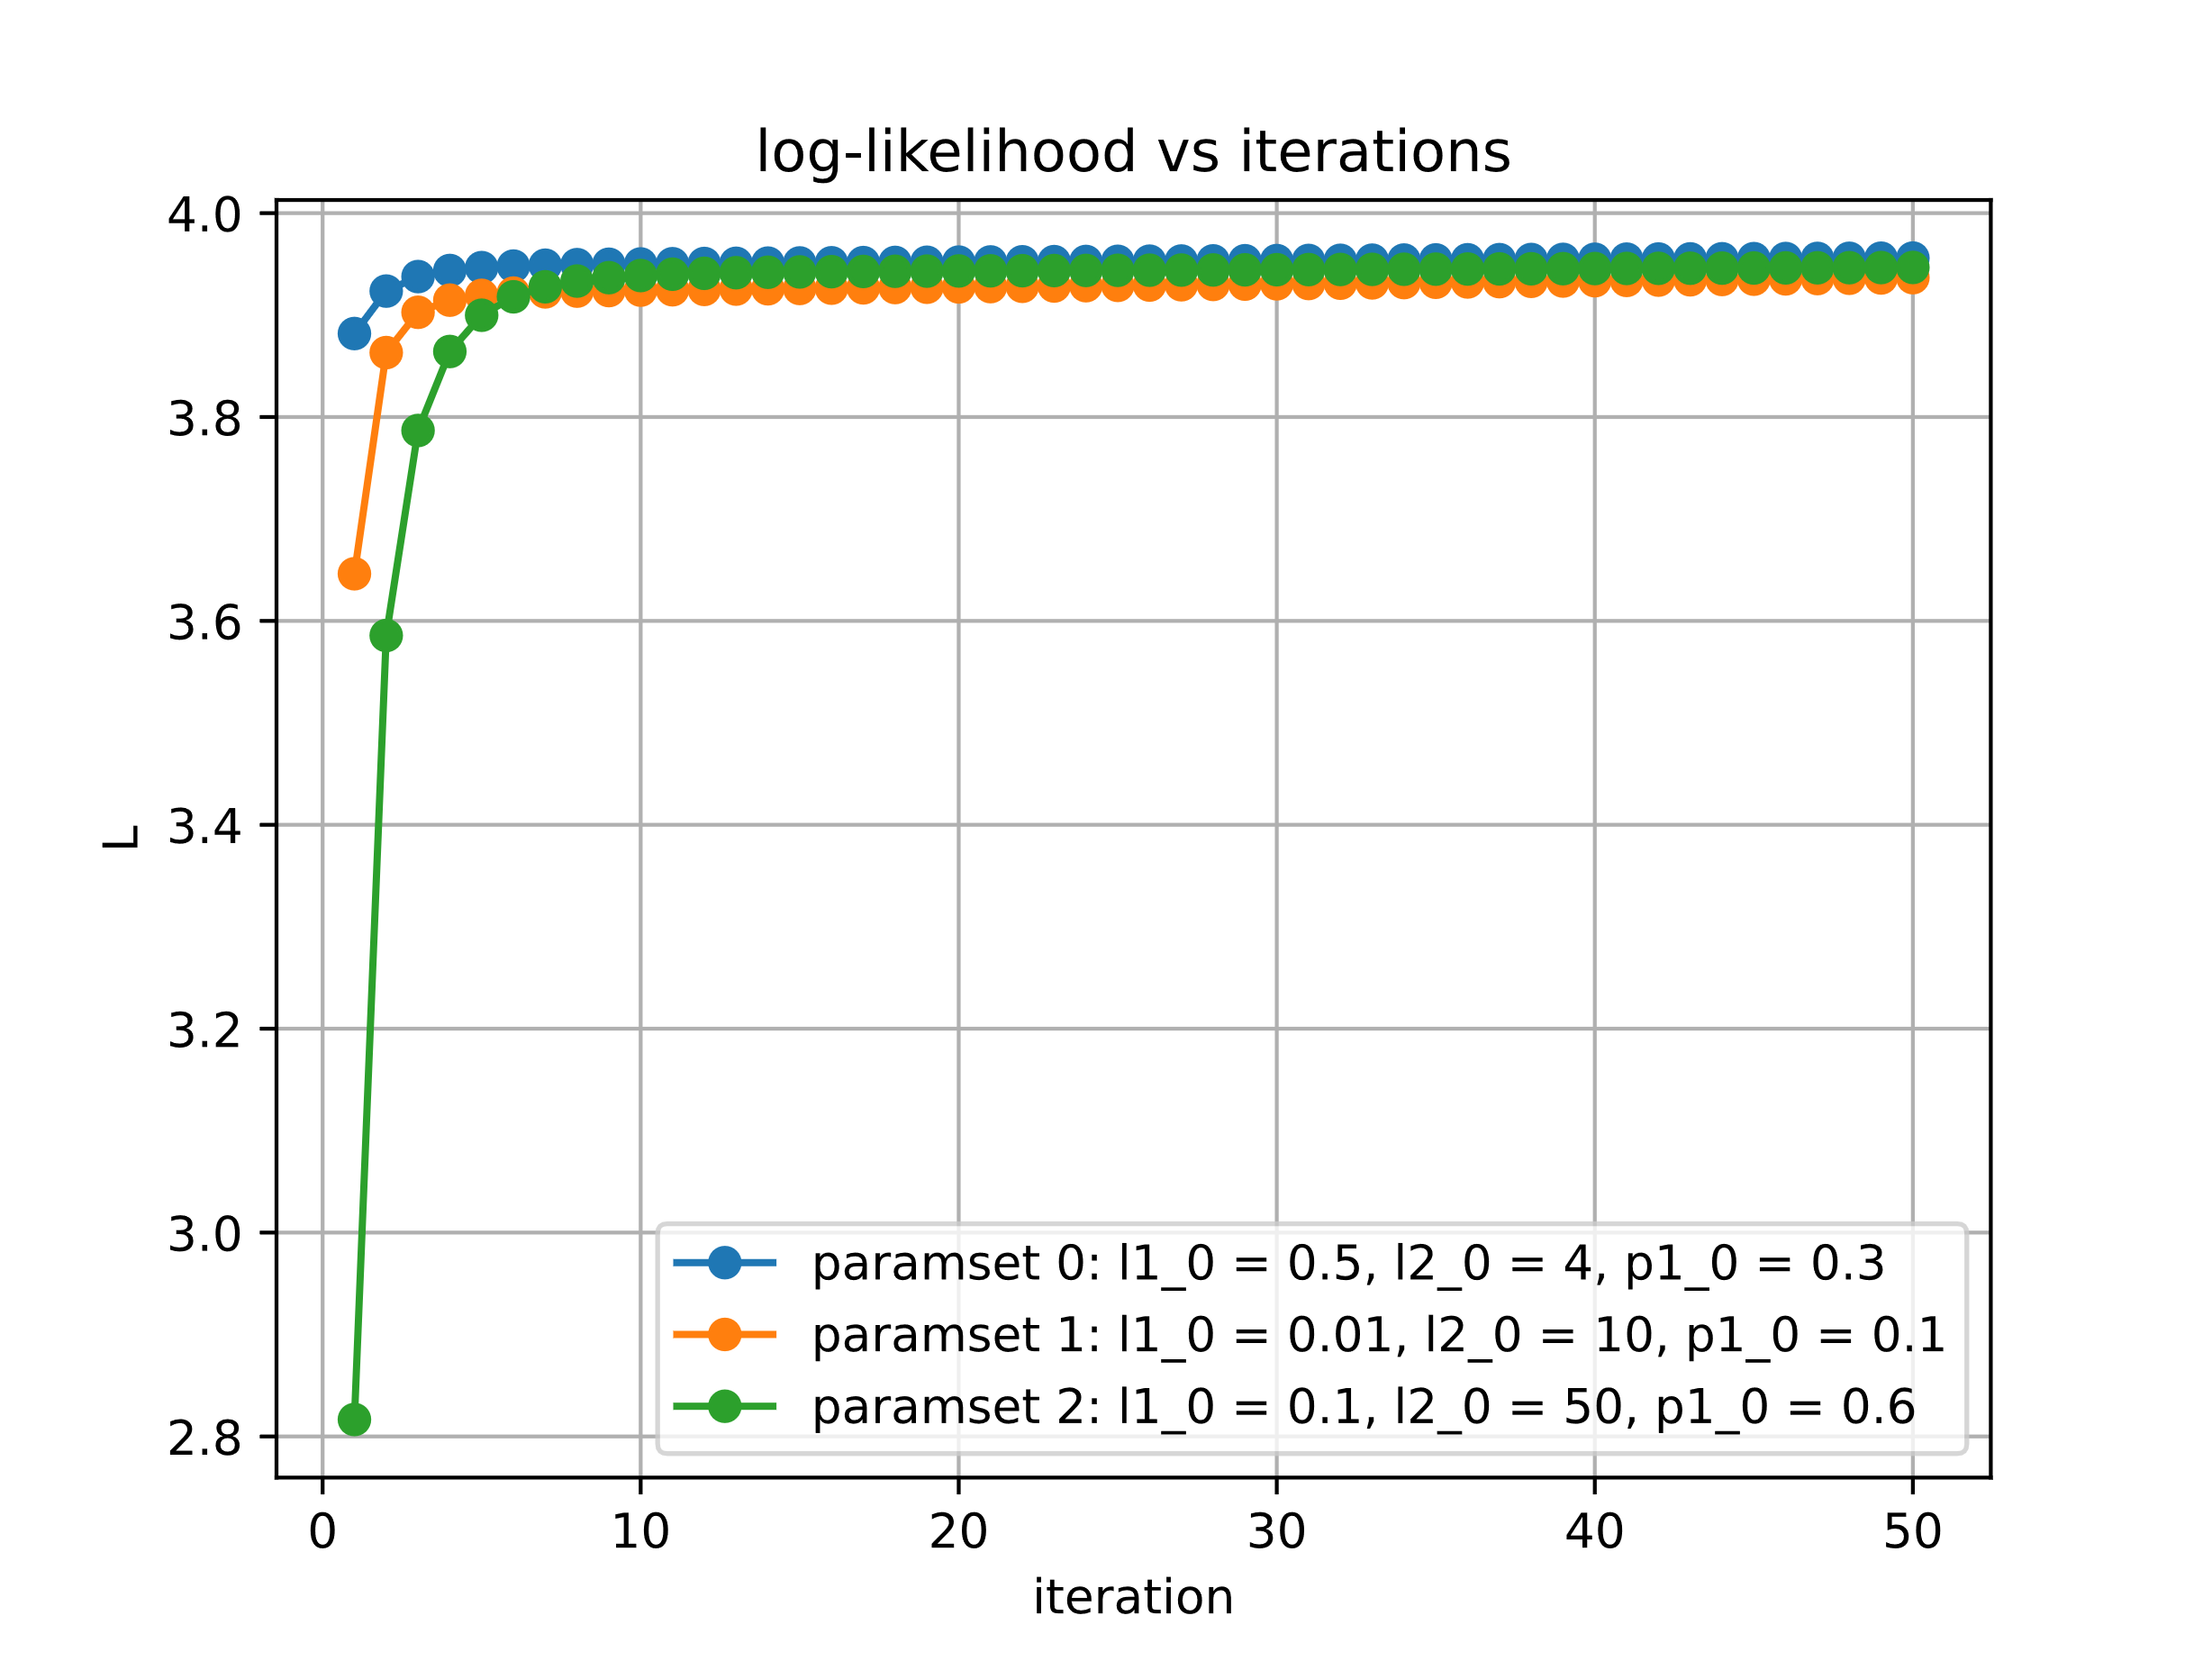 log-likelihood vs iterations
4.0
3.8
3.6
3.4
3.2
3.0
2.8
L
paramset 0: l1_0 = 0.5, l2_0 = 4, p1_0 = 0.3
paramset 1: l1_0 = 0.01, l2_0 = 10, p1_0 = 0.1
paramset 2: l1_0 = 0.1, l2_0 = 50, p1_0 = 0.6
0 10 20 30 40 50
iteration